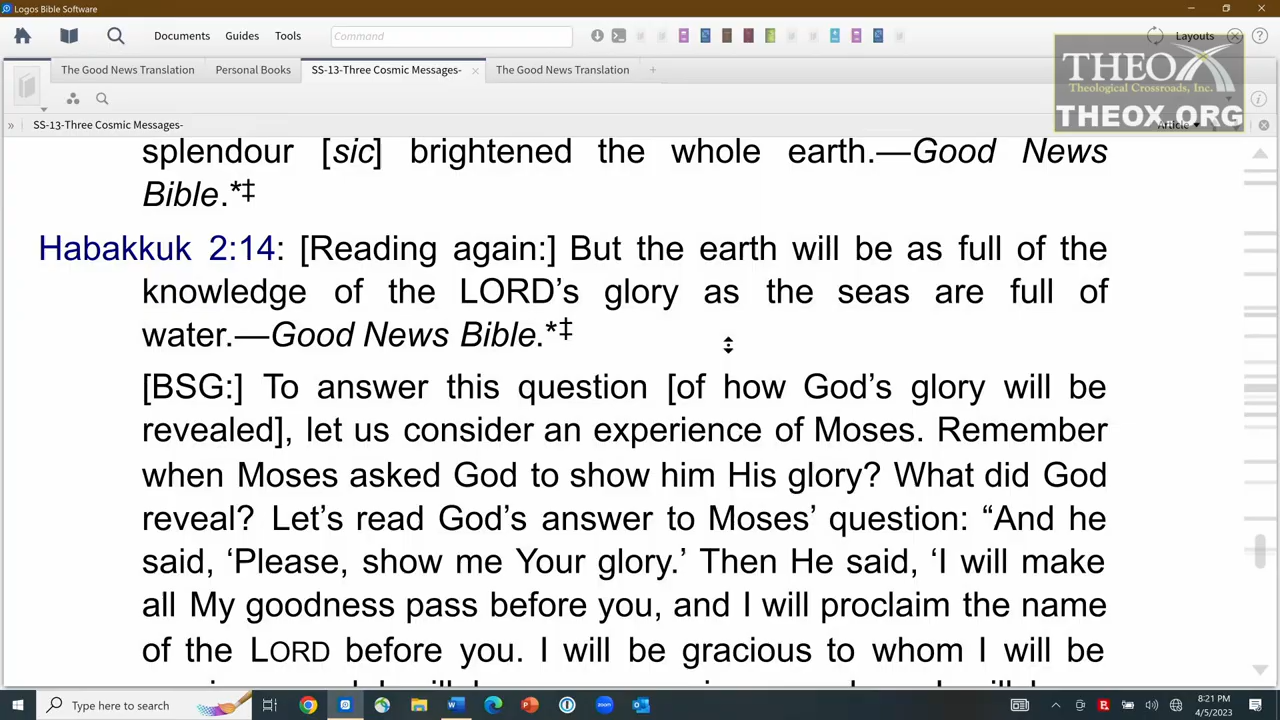 Logos Bible Software
Documents Guides Tools Command Layouts
The Good News Translation Personal Books SS-13-Three Cosmic Messages- The Good News Translation
THEOX
Theological Crossroads, Inc.
THEOX.ORG
SS-13-Three Cosmic Messages- Article
splendour [sic] brightened the whole earth.—Good News
Bible.*‡
Habakkuk 2:14: [Reading again:] But the earth will be as full of the
knowledge of the LORD’s glory as the seas are full of
water.—Good News Bible.*‡
[BSG:] To answer this question [of how God’s glory will be
revealed], let us consider an experience of Moses. Remember
when Moses asked God to show him His glory? What did God
reveal? Let’s read God’s answer to Moses’ question: “And he
said, ‘Please, show me Your glory.’ Then He said, ‘I will make
all My goodness pass before you, and I will proclaim the name
of the LORD before you. I will be gracious to whom I will be
Type here to search
8:21 PM
4/5/2023